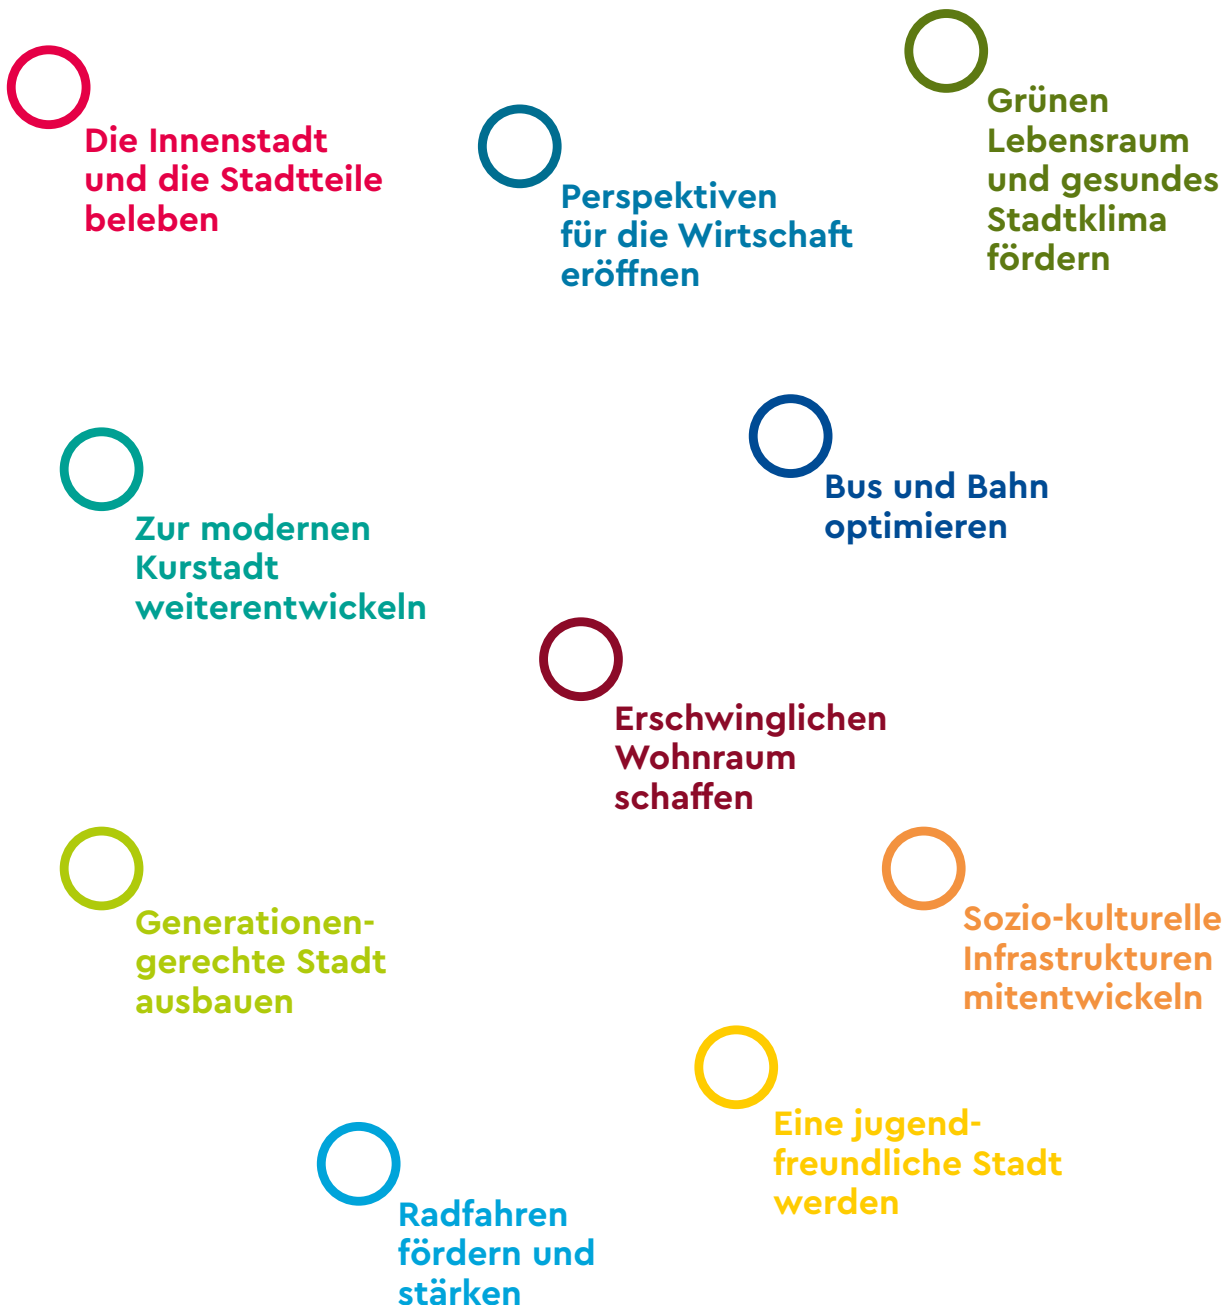 Die Innenstadt
und die Stadtteile
beleben
Perspektiven
für die Wirtschaft
eröffnen
Grünen
Lebensraum
und gesundes
Stadtklima
fördern
Zur modernen
Kurstadt
weiterentwickeln
Bus und Bahn
optimieren
Erschwinglichen
Wohnraum
schaffen
Generationen-
gerechte Stadt
ausbauen
Sozio-kulturelle
Infrastrukturen
mitentwickeln
Eine jugend-
freundliche Stadt
werden
Radfahren
fördern und
stärken